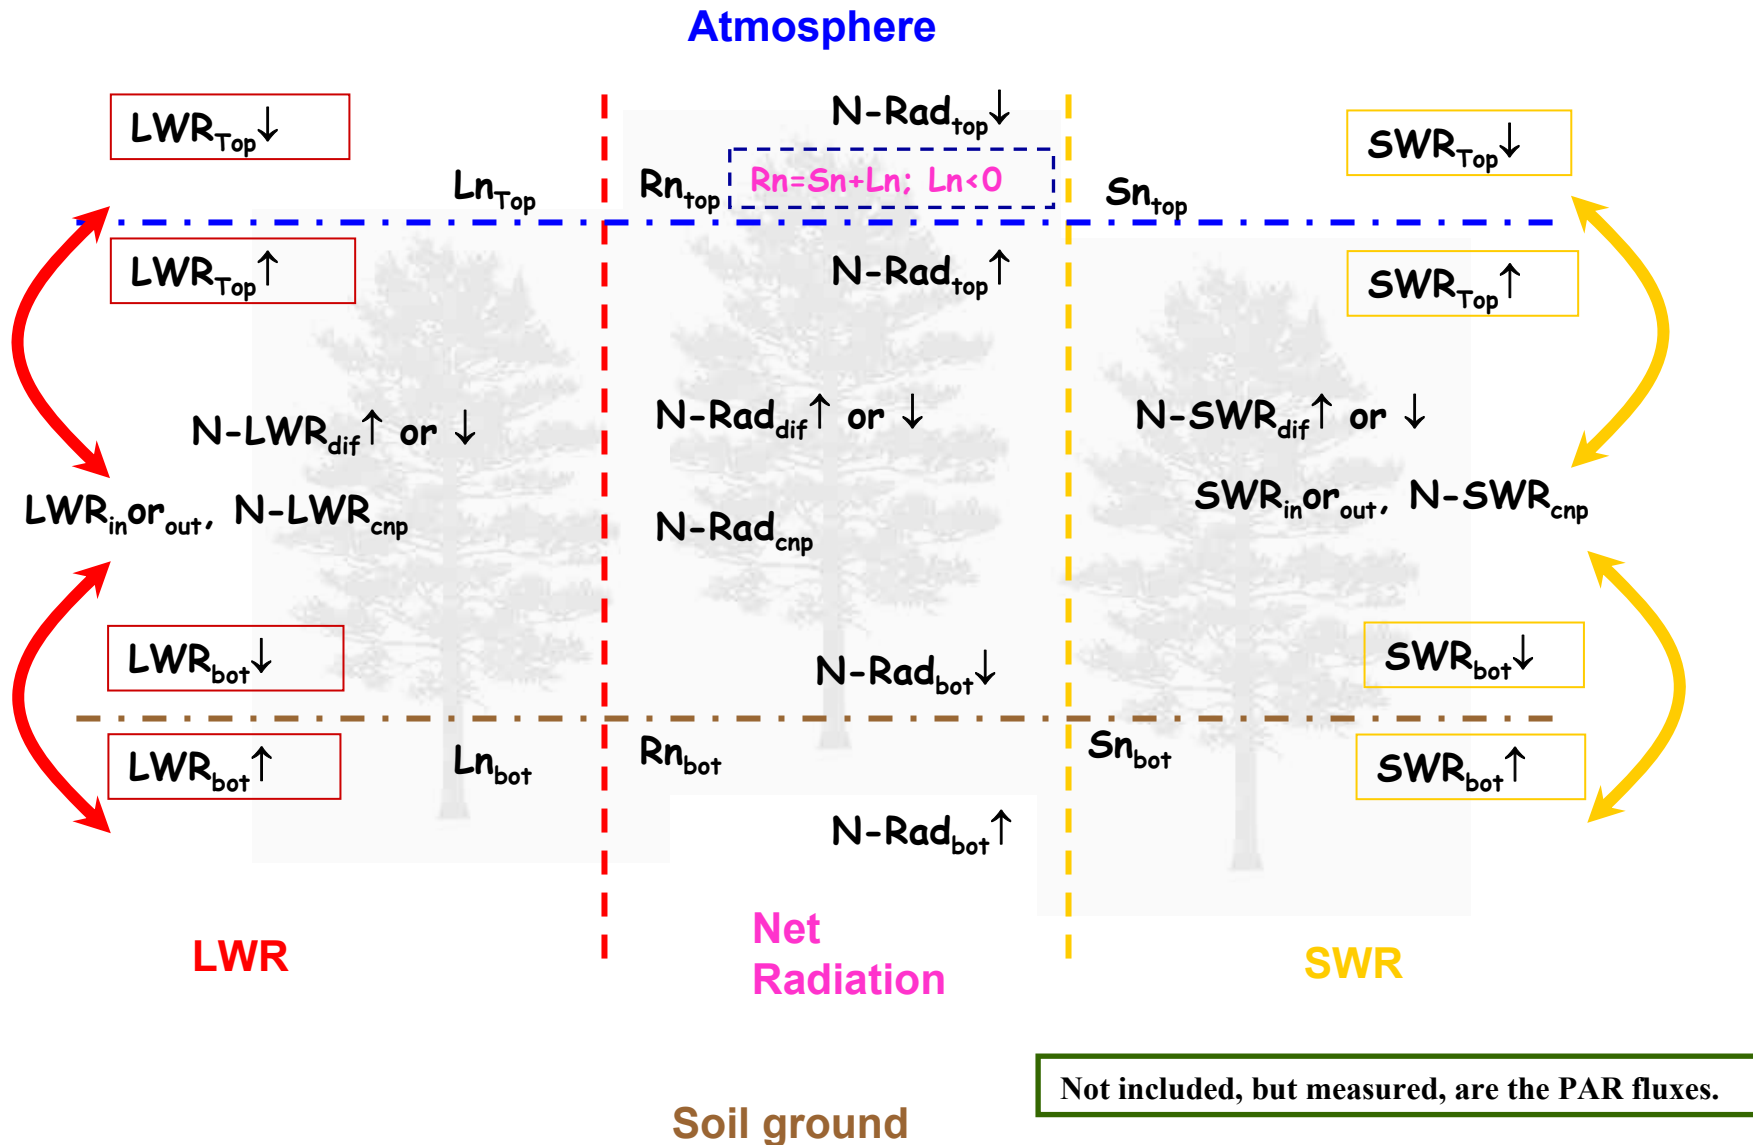 Atmosphere
LWR_Top↓
N-Rad_top↓
SWR_Top↓
Ln_Top
Rn_top
Rn=Sn+Ln; Ln<0
Sn_top
LWR_Top↑
N-Rad_top↑
SWR_Top↑
N-LWR_dif↑ or ↓
N-Rad_dif↑ or ↓
N-SWR_dif↑ or ↓
LWR_in or_out, N-LWR_cnp
N-Rad_cnp
SWR_in or_out, N-SWR_cnp
LWR_bot↓
N-Rad_bot↓
SWR_bot↓
LWR_bot↑
Ln_bot
Rn_bot
Sn_bot
SWR_bot↑
N-Rad_bot↑
LWR
Net
Radiation
SWR
Not included, but measured, are the PAR fluxes.
Soil ground